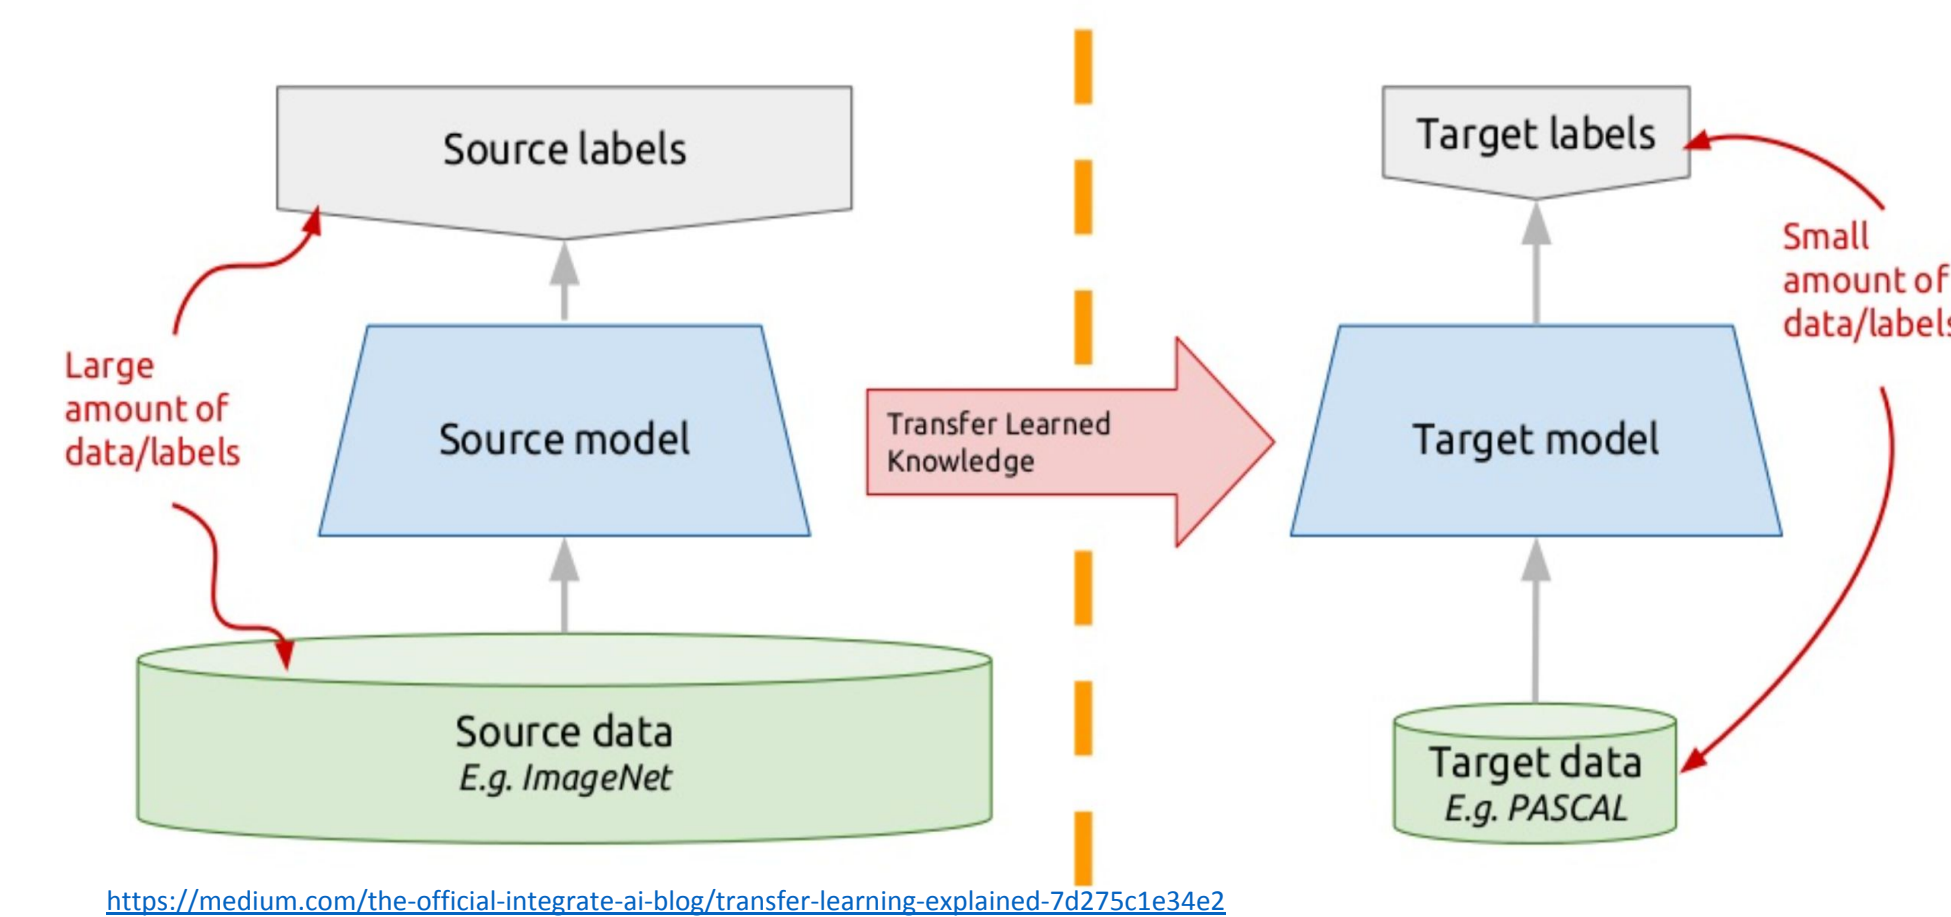 Source labels
Target labels
Small
amount of
data/labels
Large
amount of
data/labels
Source model
Transfer Learned
Knowledge
Target model
Source data
E.g. ImageNet
Target data
E.g. PASCAL
https://medium.com/the-official-integrate-ai-blog/transfer-learning-explained-7d275c1e34e2